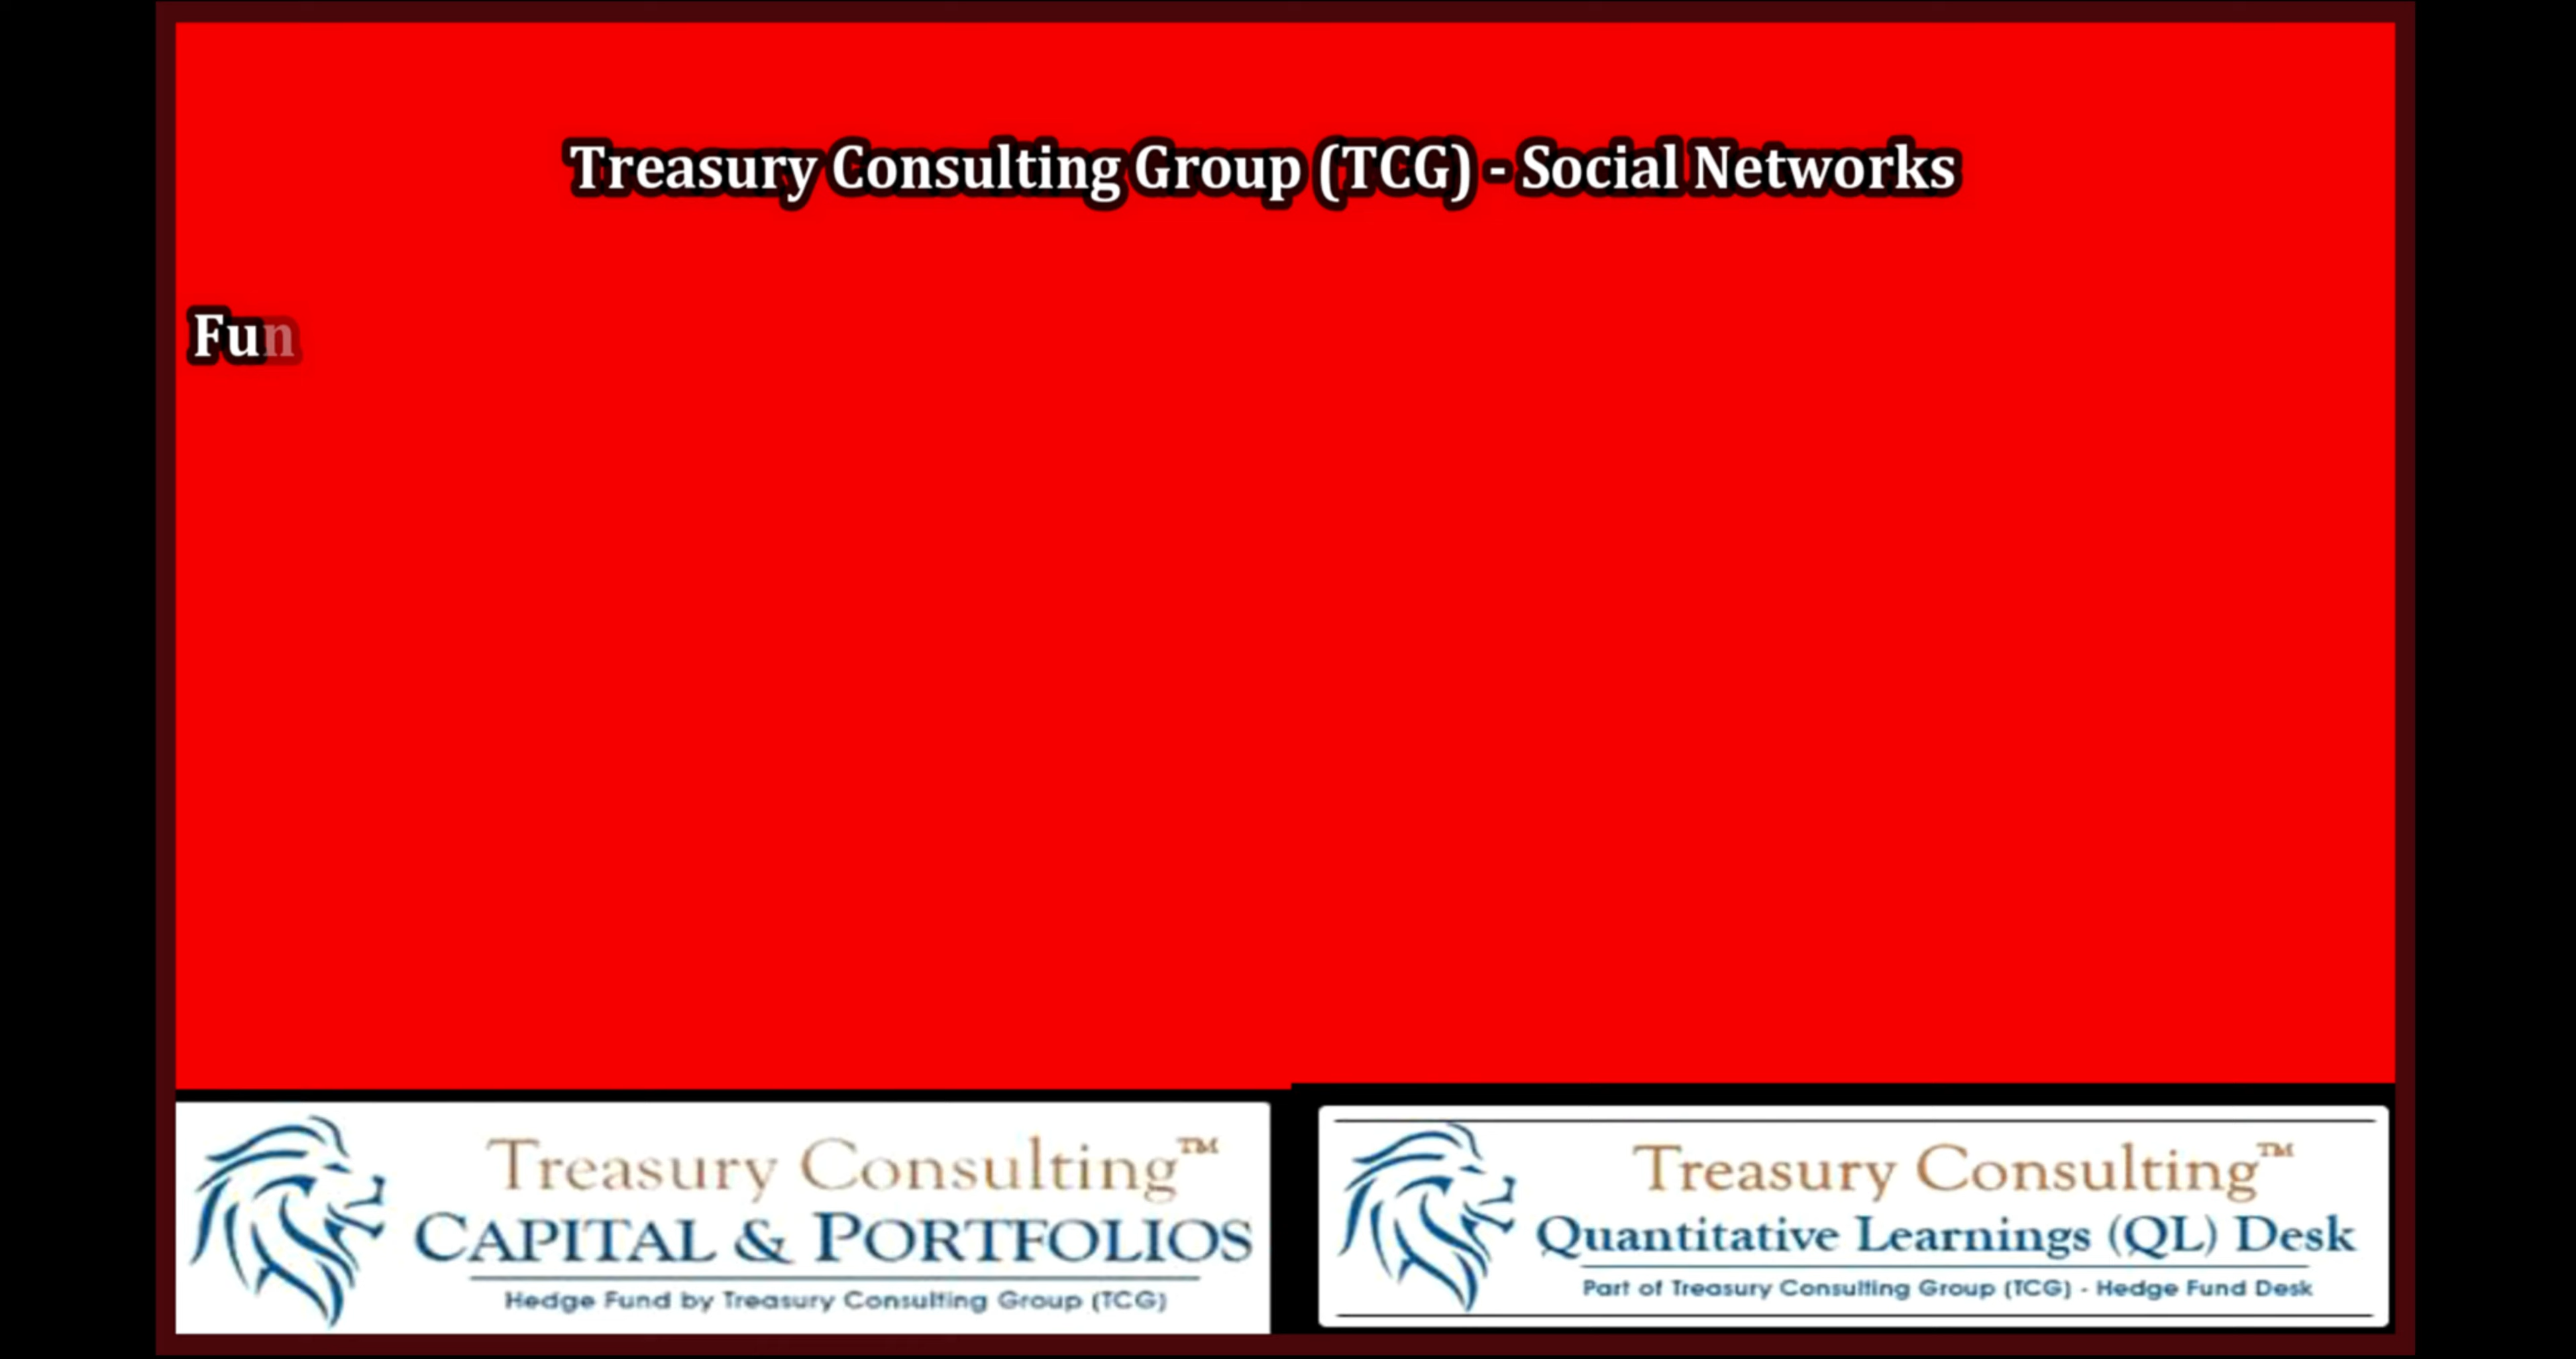 Treasury Consulting Group (TCG) - Social Networks
Fun
Treasury Consulting™
CAPITAL & PORTFOLIOS
Hedge Fund by Treasury Consulting Group (TCG)
Treasury Consulting™
Quantitative Learnings (QL) Desk
Part of Treasury Consulting Group (TCG) - Hedge Fund Desk